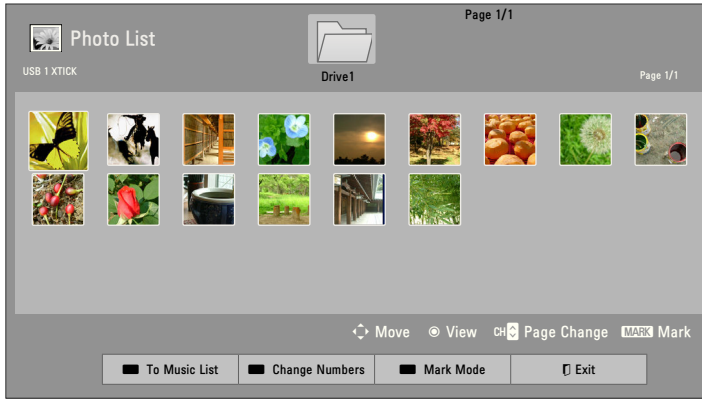 Page 1/1
Photo List
USB 1 XTICK
Drive1
Page 1/1
Move
View
CH Page Change
MARK Mark
To Music List
Change Numbers
Mark Mode
Exit